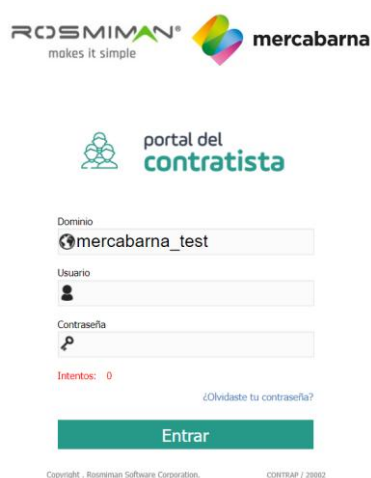 ROSMIMAN® mercabarna
makes it simple
portal del
contratista
Dominio
mercabarna_test
Usuario
Contraseña
Intentos: 0
¿Olvidaste tu contraseña?
Entrar
Copyright . Rosmiman Software Corporation. CONTRAP / 20002